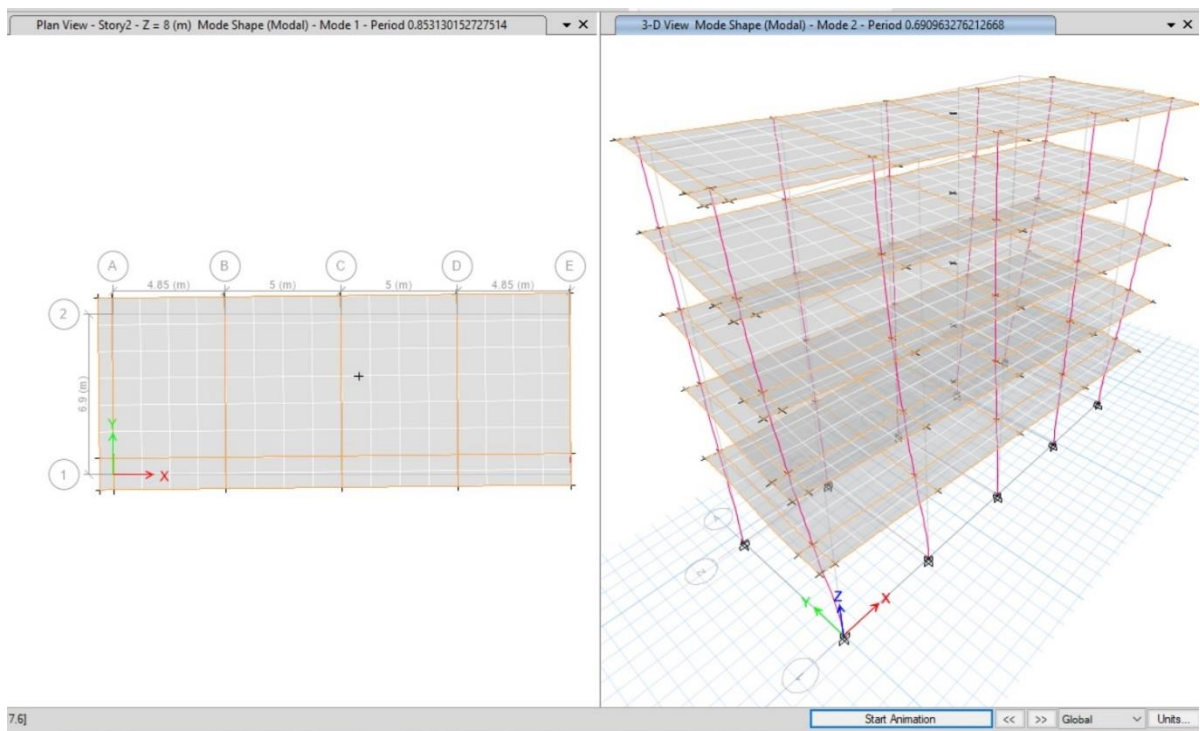 Plan View - Story2 - Z = 8 (m) Mode Shape (Modal) - Mode 1 - Period 0.853130152727514
3-D View Mode Shape (Modal) - Mode 2 - Period 0.690963276212668
A B C D E
4.85 (m) 5 (m) 5 (m) 4.85 (m)
2
6.9 (m)
Y
1
X
Z
Y
X
2
1
7.6]
Start Animation
<<
>>
Global
Units...